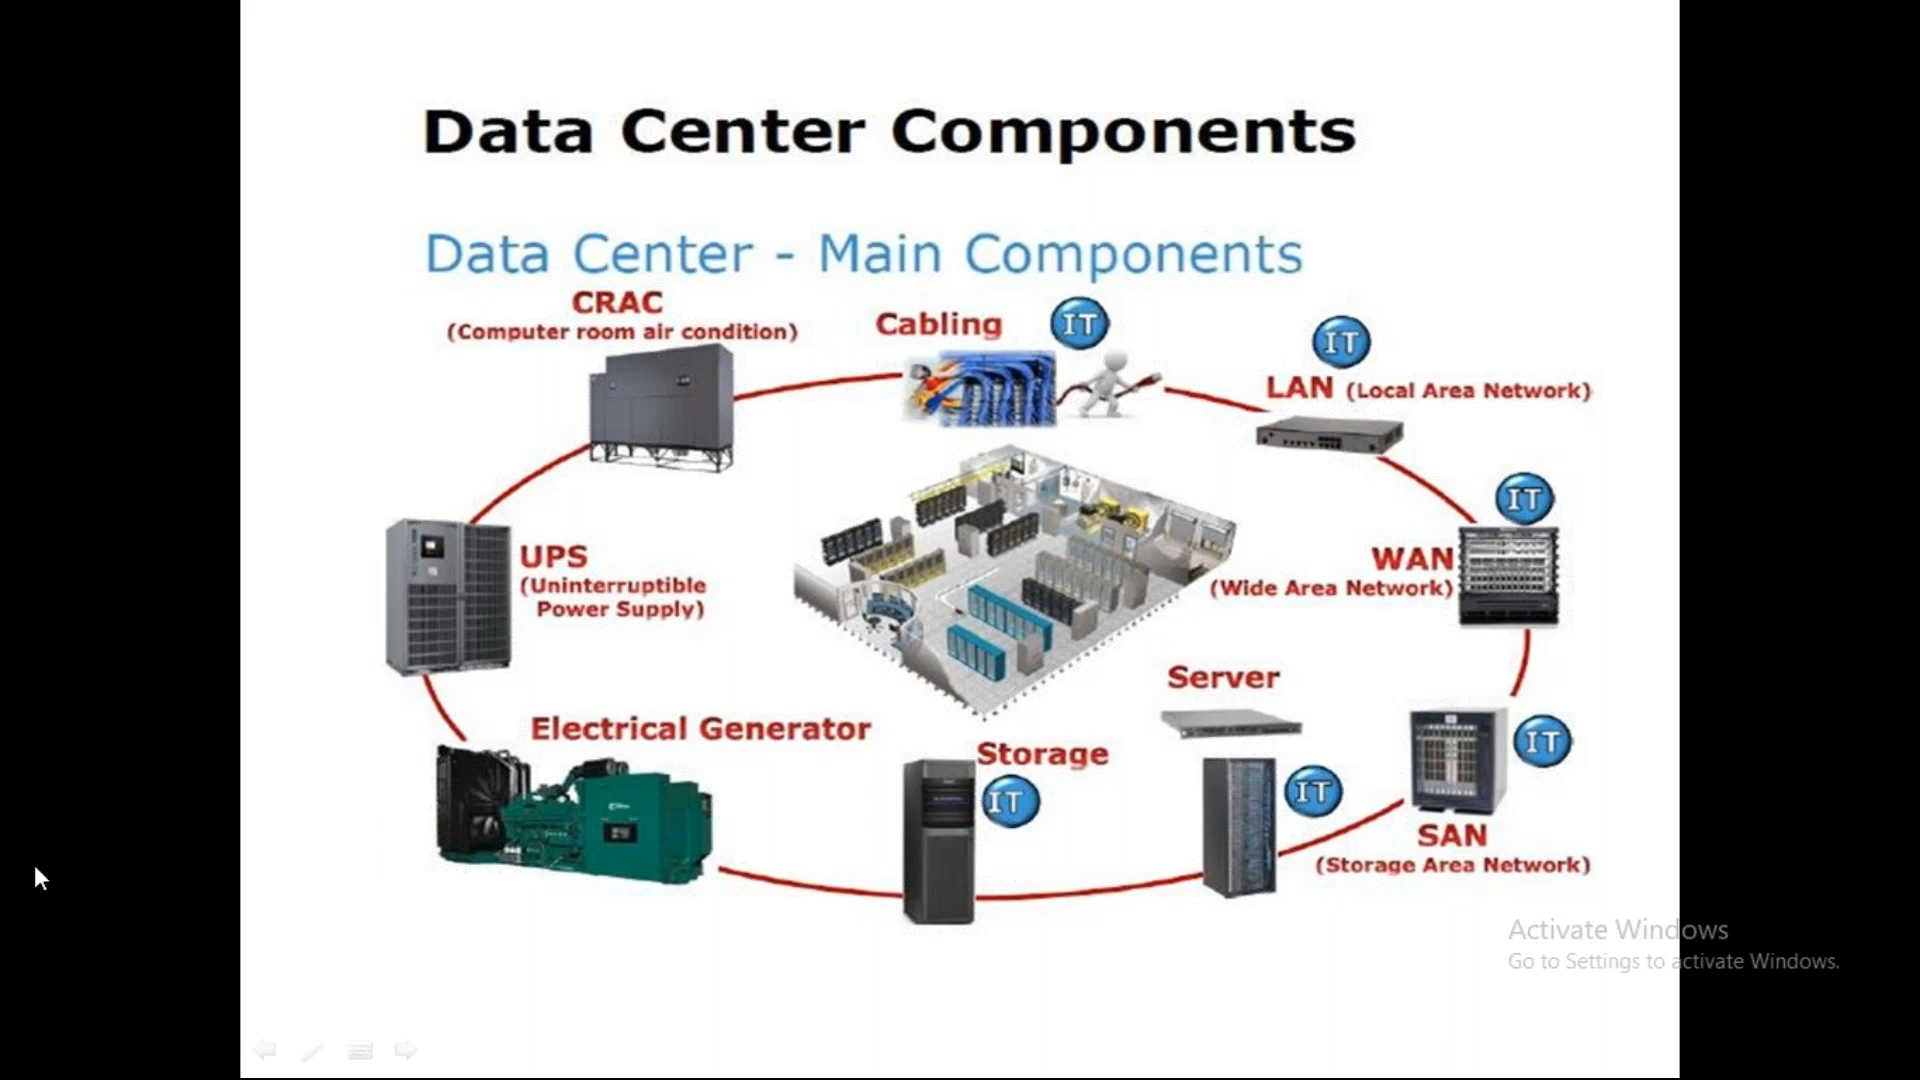 Data Center Components
Data Center - Main Components
CRAC
(Computer room air condition)
Cabling
IT
IT
LAN (Local Area Network)
IT
WAN
(Wide Area Network)
UPS
(Uninterruptible
Power Supply)
Server
IT
Electrical Generator
Storage
IT
IT
SAN
(Storage Area Network)
Activate Windows
Go to Settings to activate Windows.